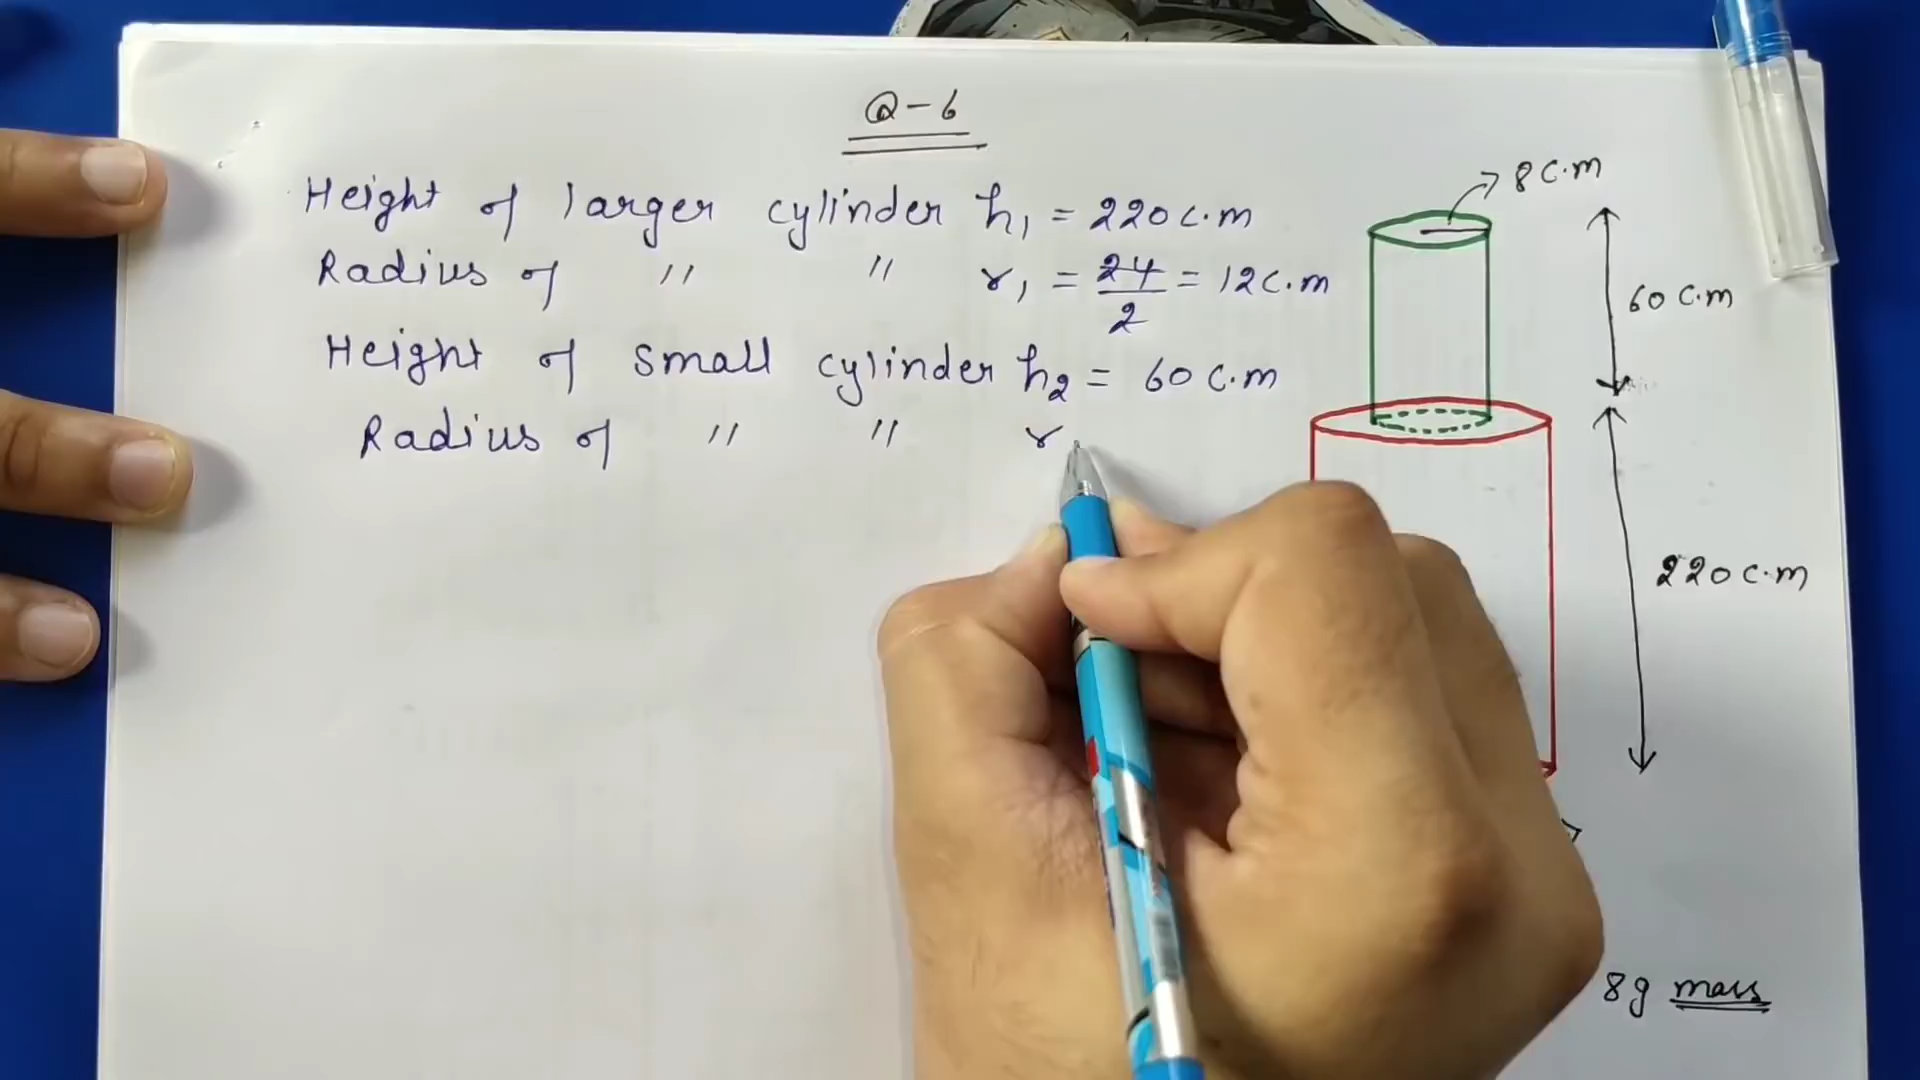 Q-6
Height of larger cylinder h₁ = 220 c.m
Radius of " " r₁ = 24/2 = 12 c.m
Height of small cylinder h₂ = 60 c.m
Radius of " " r
8 c.m
60 c.m
220 c.m
8g mass